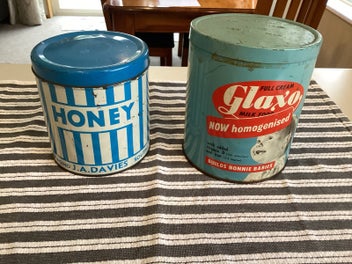 HONEY
J.A. DAVIES
FULL CREAM
Glaxo
MILK
NOW homogenised
BUILDS BONNIE BABIES